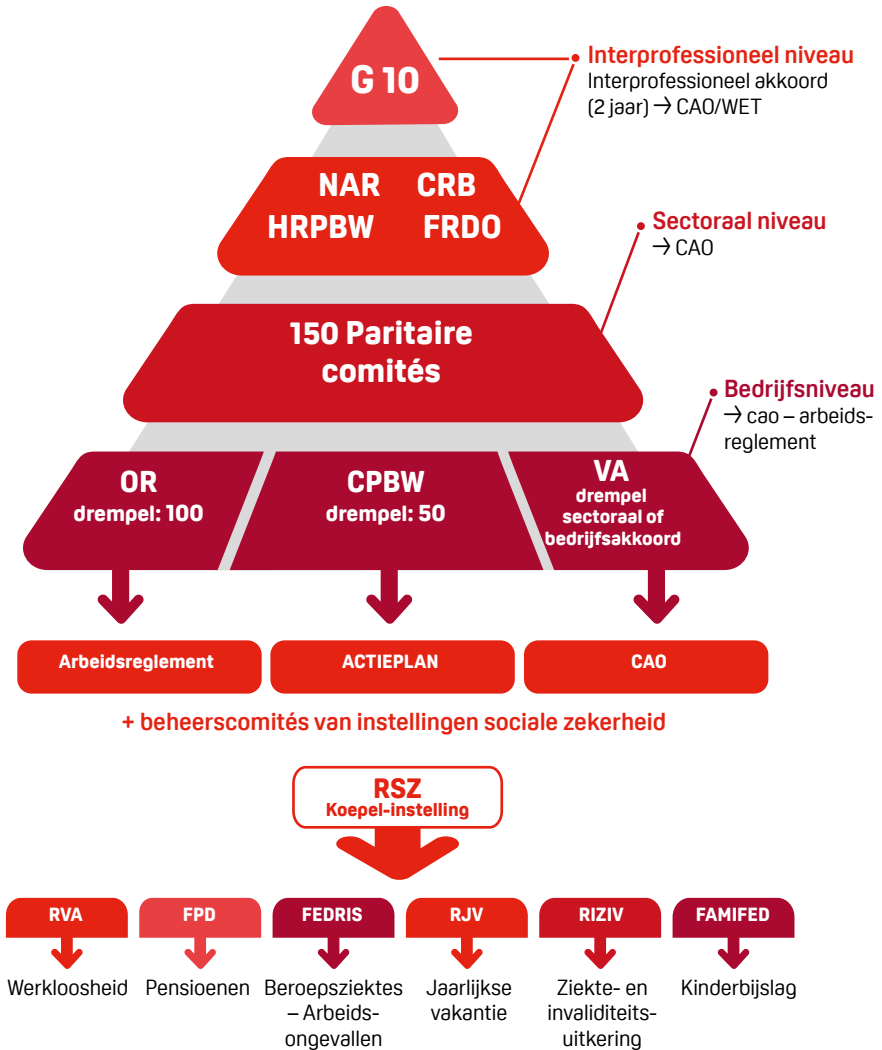 G 10
Interprofessioneel niveau
Interprofessioneel akkoord
(2 jaar) → CAO/WET
NAR CRB
HRPBW FRDO
Sectoraal niveau
→ CAO
150 Paritaire
comités
Bedrijfsniveau
→ cao – arbeids-
reglement
OR
drempel: 100
CPBW
drempel: 50
VA
drempel
sectoraal of
bedrijfsakkoord
Arbeidsreglement
ACTIEPLAN
CAO
+ beheerscomités van instellingen sociale zekerheid
RSZ
Koepel-instelling
RVA
Werkloosheid
FPD
Pensioenen
FEDRIS
Beroepsziektes
– Arbeids-
ongevallen
RJV
Jaarlijkse
vakantie
RIZIV
Ziekte- en
invaliditeits-
uitkering
FAMIFED
Kinderbijslag